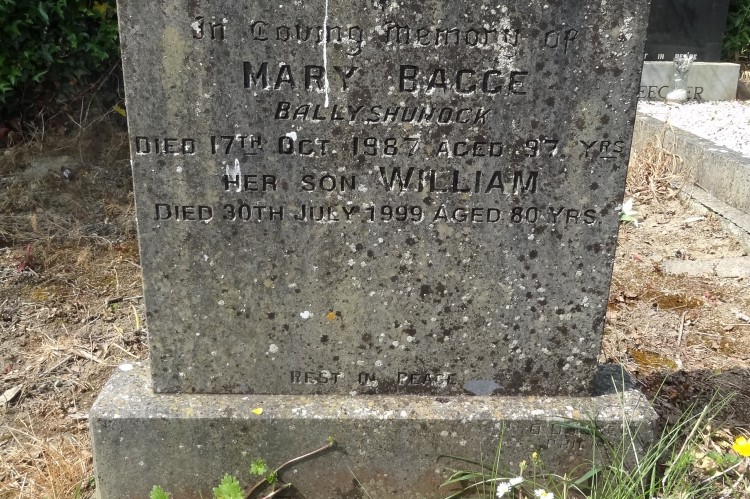 In Loving Memory of
MARY BAGGE
BALLYSHUNOCK
DIED 17TH OCT. 1987 AGED 97 YRS
HER SON WILLIAM
DIED 30TH JULY 1999 AGED 80 YRS
REST IN PEACE